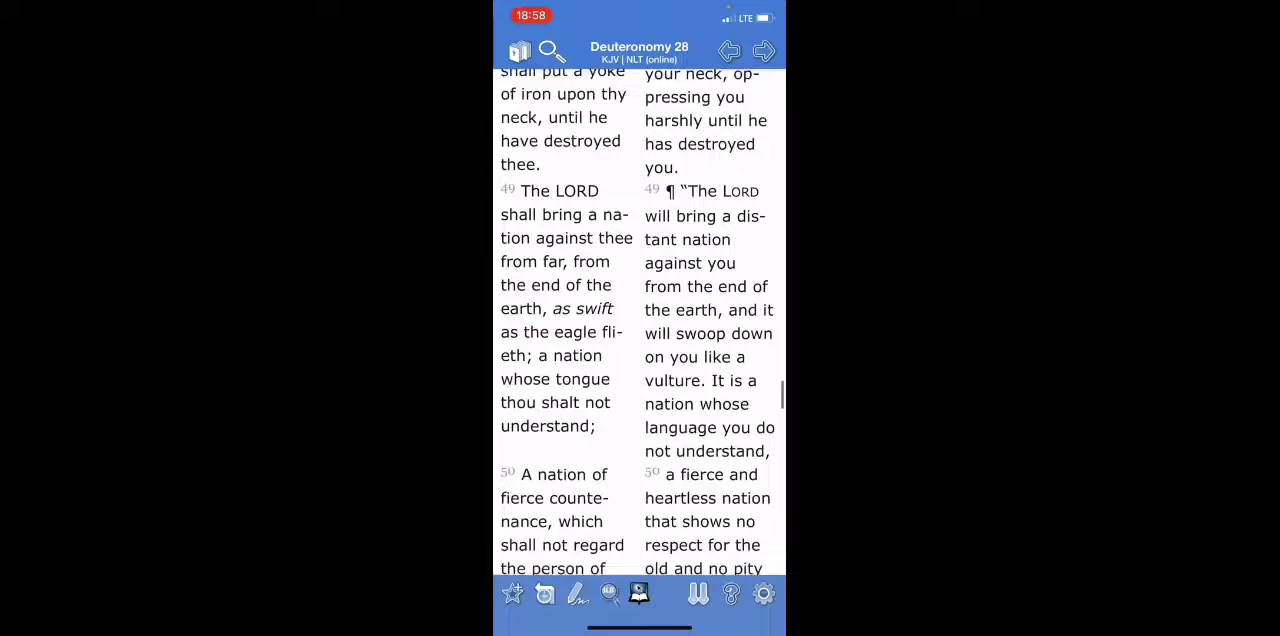 18:58
LTE
Deuteronomy 28
KJV | NLT (online)
shall put a yoke
of iron upon thy
neck, until he
have destroyed
thee.
49 The LORD
shall bring a na-
tion against thee
from far, from
the end of the
earth, as swift
as the eagle fli-
eth; a nation
whose tongue
thou shalt not
understand;
50 A nation of
fierce counte-
nance, which
shall not regard
the person of
your neck, op-
pressing you
harshly until he
has destroyed
you.
49 ¶ “The LORD
will bring a dis-
tant nation
against you
from the end of
the earth, and it
will swoop down
on you like a
vulture. It is a
nation whose
language you do
not understand,
50 a fierce and
heartless nation
that shows no
respect for the
old and no pity